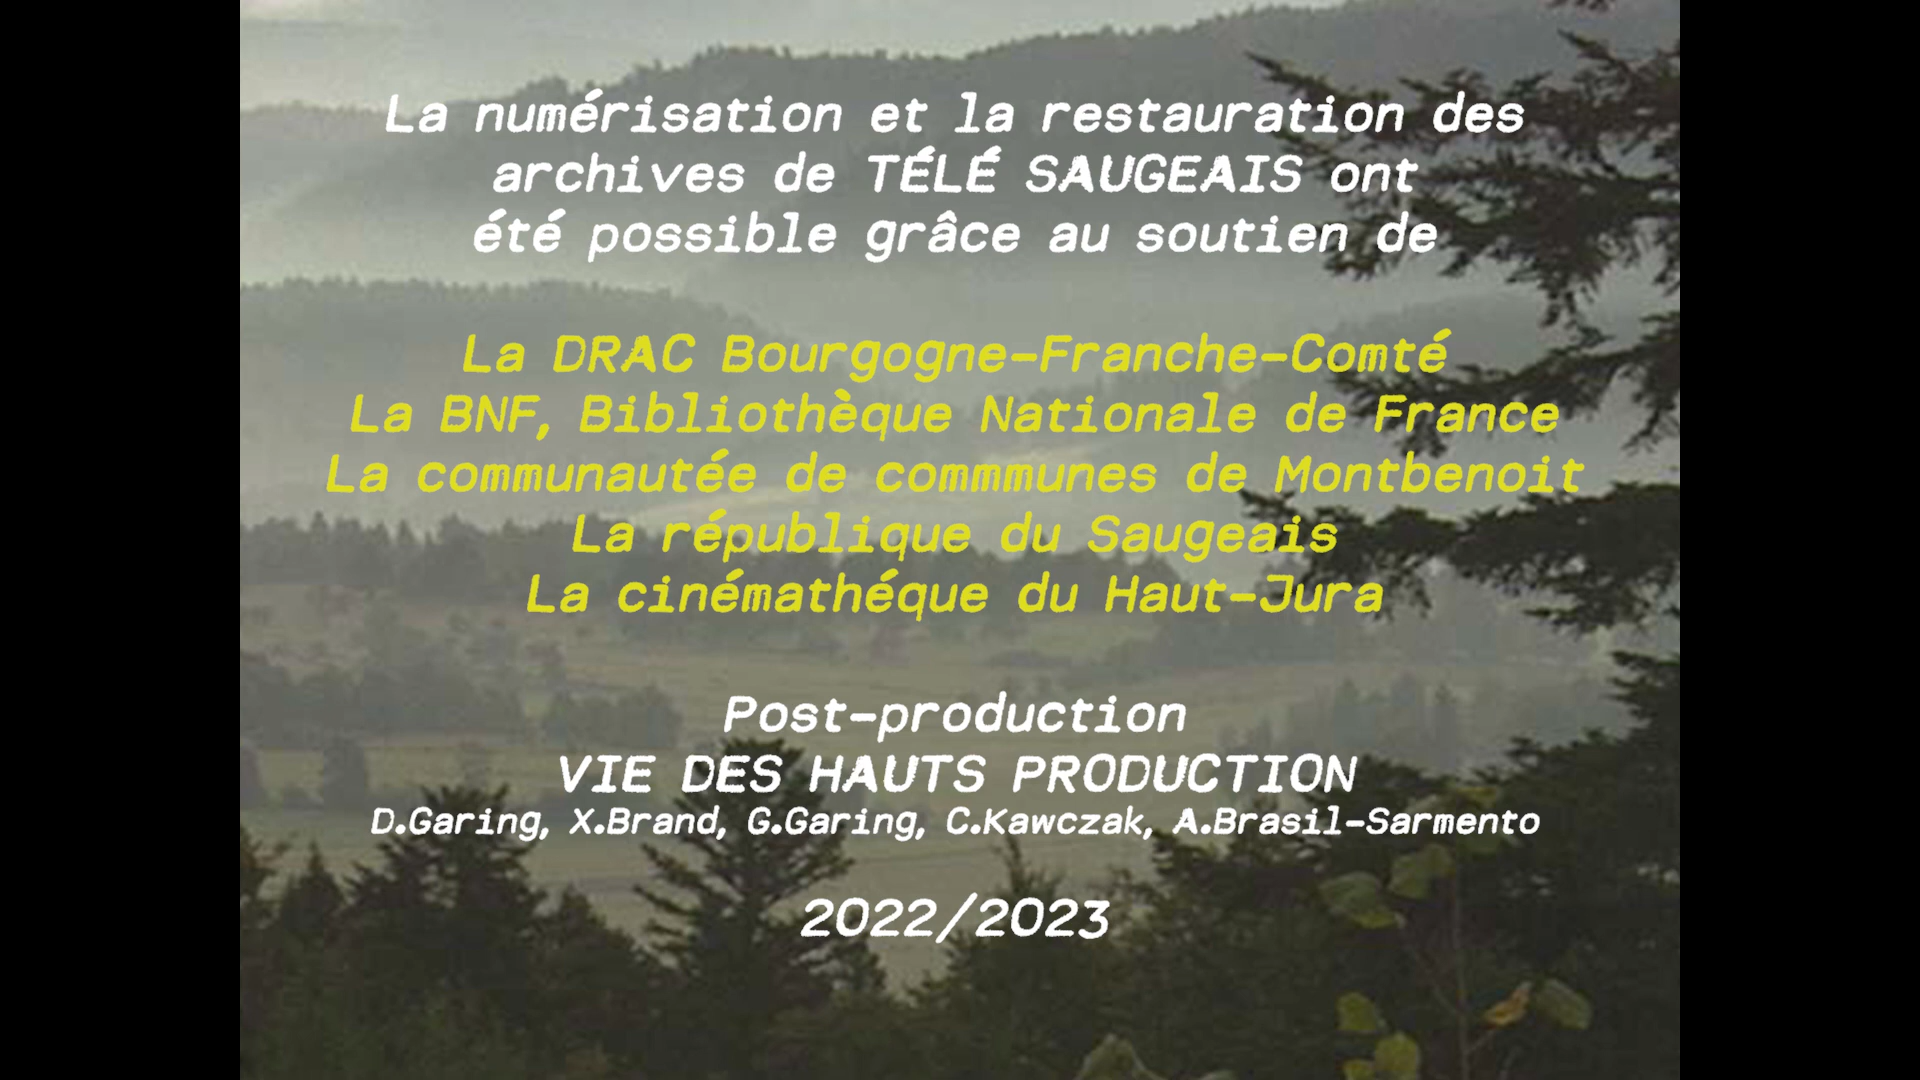 La numérisation et la restauration des
archives de TÉLÉ SAUGEAIS ont
été possible grâce au soutien de
La DRAC Bourgogne-Franche-Comté
La BNF, Bibliothèque Nationale de France
La communautée de commmunes de Montbenoit
La république du Saugeais
La cinémathéque du Haut-Jura
Post-production
VIE DES HAUTS PRODUCTION
D.Garing, X.Brand, G.Garing, C.Kawczak, A.Brasil-Sarmento
2022/2023